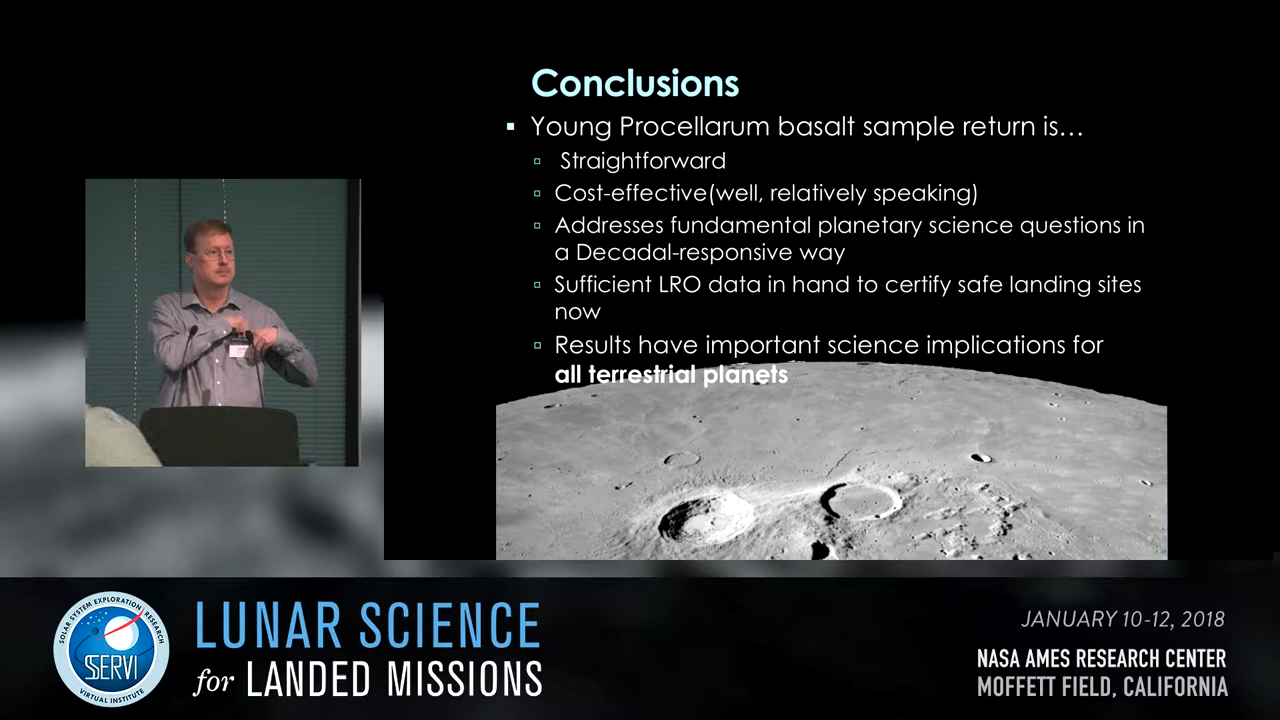 Conclusions
▪ Young Procellarum basalt sample return is…
▫ Straightforward
▫ Cost-effective(well, relatively speaking)
▫ Addresses fundamental planetary science questions in
a Decadal-responsive way
▫ Sufficient LRO data in hand to certify safe landing sites
now
▫ Results have important science implications for
all terrestrial planets
SOLAR SYSTEM EXPLORATION RESEARCH
SSERVI
VIRTUAL INSTITUTE
LUNAR SCIENCE
for LANDED MISSIONS
JANUARY 10-12, 2018
NASA AMES RESEARCH CENTER
MOFFETT FIELD, CALIFORNIA